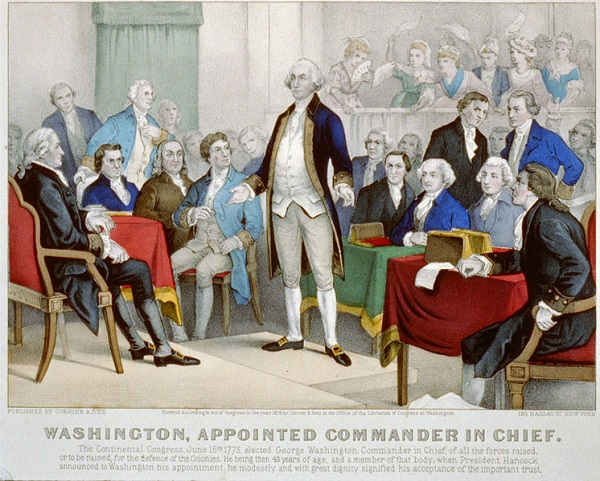 PUBLISHED BY CURRIER & IVES
Entered according to act of Congress in the year 1876 by Currier & Ives in the Office of the Librarian of Congress at Washington
125 NASSAU ST. NEW YORK
WASHINGTON, APPOINTED COMMANDER IN CHIEF.
The Continental Congress, June 15th 1775, elected George Washington, Commander in Chief, of all the forces raised,
or to be raised, for the defence of the Colonies. He being then 43 years of age, and a member of that body, when President Hancock
announced to Washington his appointment, he modestly and with great dignity signified his acceptance of the important trust.